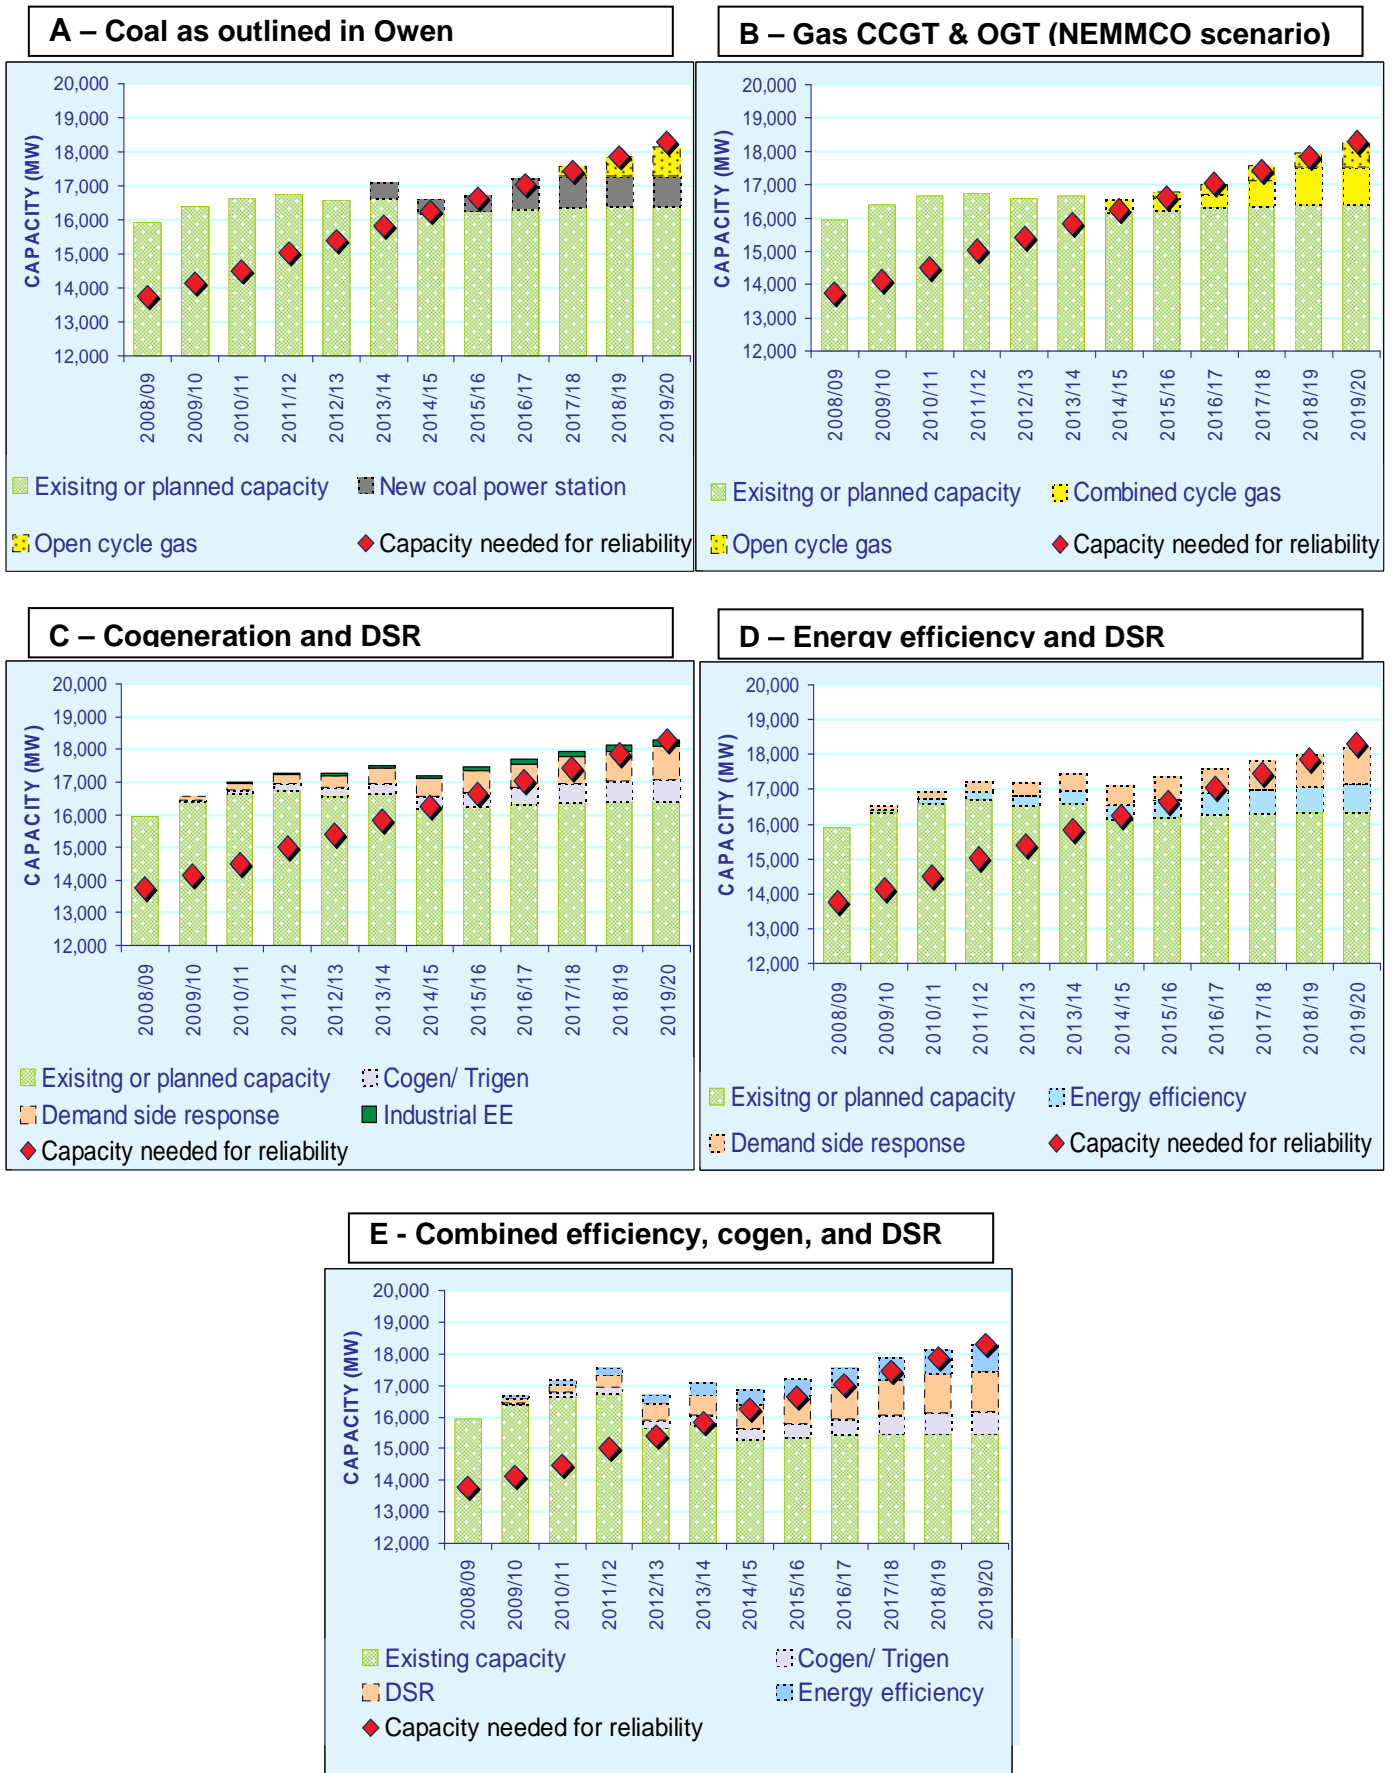 A – Coal as outlined in Owen
B – Gas CCGT & OGT (NEMMCO scenario)
CAPACITY (MW)
20,000
19,000
18,000
17,000
16,000
15,000
14,000
13,000
12,000
2008/09 2009/10 2010/11 2011/12 2012/13 2013/14 2014/15 2015/16 2016/17 2017/18 2018/19 2019/20
Exisitng or planned capacity New coal power station
Open cycle gas Capacity needed for reliability
CAPACITY (MW)
20,000
19,000
18,000
17,000
16,000
15,000
14,000
13,000
12,000
2008/09 2009/10 2010/11 2011/12 2012/13 2013/14 2014/15 2015/16 2016/17 2017/18 2018/19 2019/20
Exisitng or planned capacity Combined cycle gas
Open cycle gas Capacity needed for reliability
C – Cogeneration and DSR
D – Energy efficiency and DSR
CAPACITY (MW)
20,000
19,000
18,000
17,000
16,000
15,000
14,000
13,000
12,000
2008/09 2009/10 2010/11 2011/12 2012/13 2013/14 2014/15 2015/16 2016/17 2017/18 2018/19 2019/20
Exisitng or planned capacity Cogen/ Trigen
Demand side response Industrial EE
Capacity needed for reliability
CAPACITY (MW)
20,000
19,000
18,000
17,000
16,000
15,000
14,000
13,000
12,000
2008/09 2009/10 2010/11 2011/12 2012/13 2013/14 2014/15 2015/16 2016/17 2017/18 2018/19 2019/20
Exisitng or planned capacity Energy efficiency
Demand side response Capacity needed for reliability
E - Combined efficiency, cogen, and DSR
CAPACITY (MW)
20,000
19,000
18,000
17,000
16,000
15,000
14,000
13,000
12,000
2008/09 2009/10 2010/11 2011/12 2012/13 2013/14 2014/15 2015/16 2016/17 2017/18 2018/19 2019/20
Existing capacity Cogen/ Trigen
DSR Energy efficiency
Capacity needed for reliability